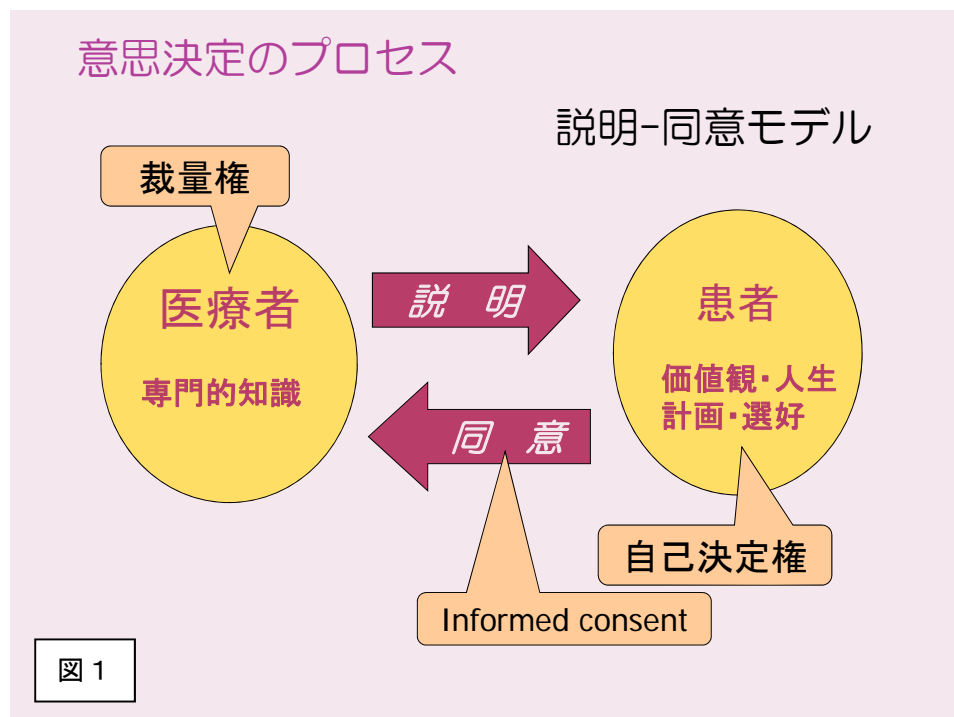 意思決定のプロセス
説明-同意モデル
裁量権
医療者
専門的知識
説 明
同 意
患者
価値観・人生
計画・選好
自己決定権
Informed consent
図1